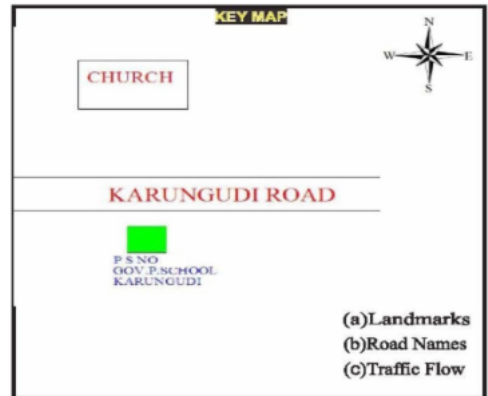 KEY MAP
N
W E
S
CHURCH
KARUNGUDI ROAD
P S NO
GOV.P.SCHOOL
KARUNGUDI
(a)Landmarks
(b)Road Names
(c)Traffic Flow